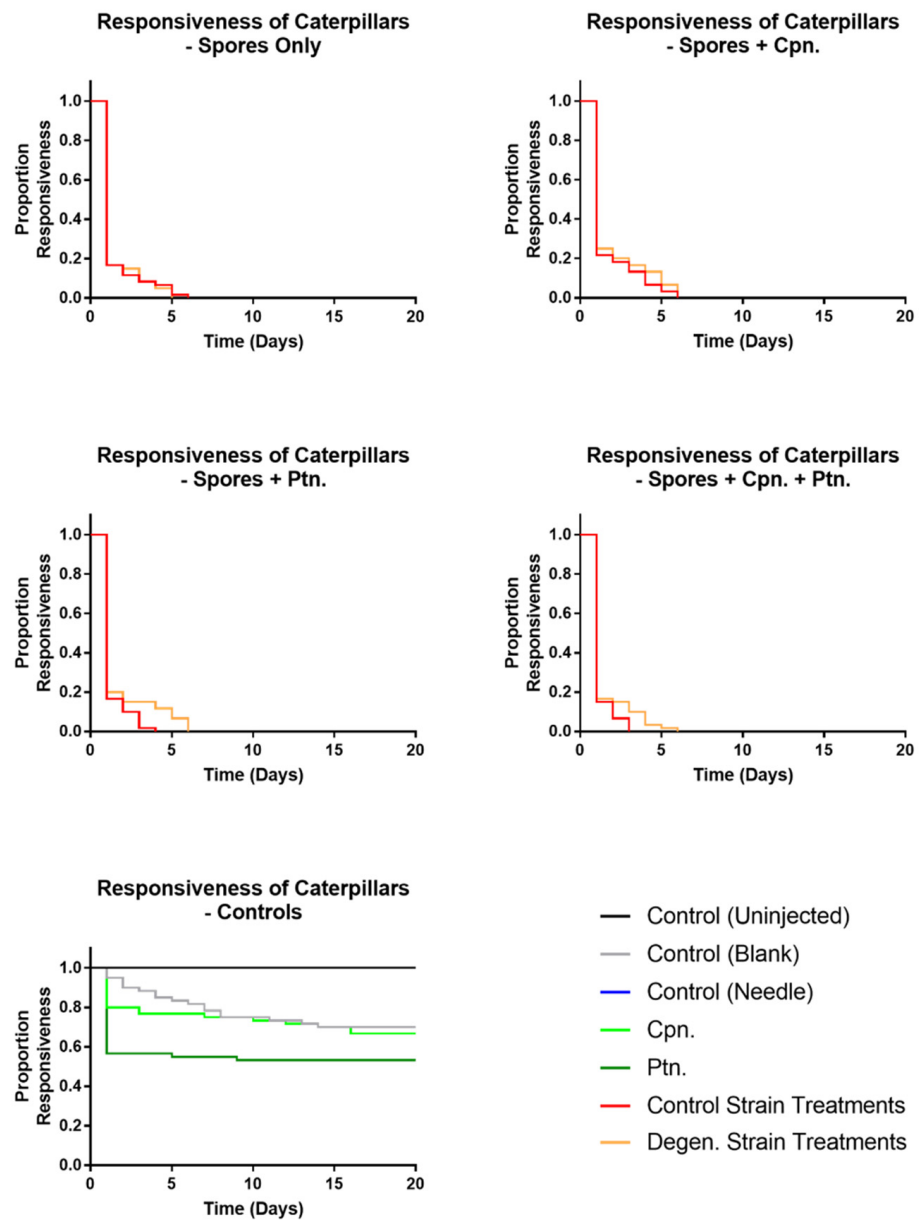 Responsiveness of Caterpillars
- Spores Only
Proportion
Responsiveness
1.0
0.8
0.6
0.4
0.2
0.0
0 5 10 15 20
Time (Days)
Responsiveness of Caterpillars
- Spores + Cpn.
Proportion
Responsiveness
1.0
0.8
0.6
0.4
0.2
0.0
0 5 10 15 20
Time (Days)
Responsiveness of Caterpillars
- Spores + Ptn.
Proportion
Responsiveness
1.0
0.8
0.6
0.4
0.2
0.0
0 5 10 15 20
Time (Days)
Responsiveness of Caterpillars
- Spores + Cpn. + Ptn.
Proportion
Responsiveness
1.0
0.8
0.6
0.4
0.2
0.0
0 5 10 15 20
Time (Days)
Responsiveness of Caterpillars
- Controls
Proportion
Responsiveness
1.0
0.8
0.6
0.4
0.2
0.0
0 5 10 15 20
Time (Days)
Control (Uninjected)
Control (Blank)
Control (Needle)
Cpn.
Ptn.
Control Strain Treatments
Degen. Strain Treatments